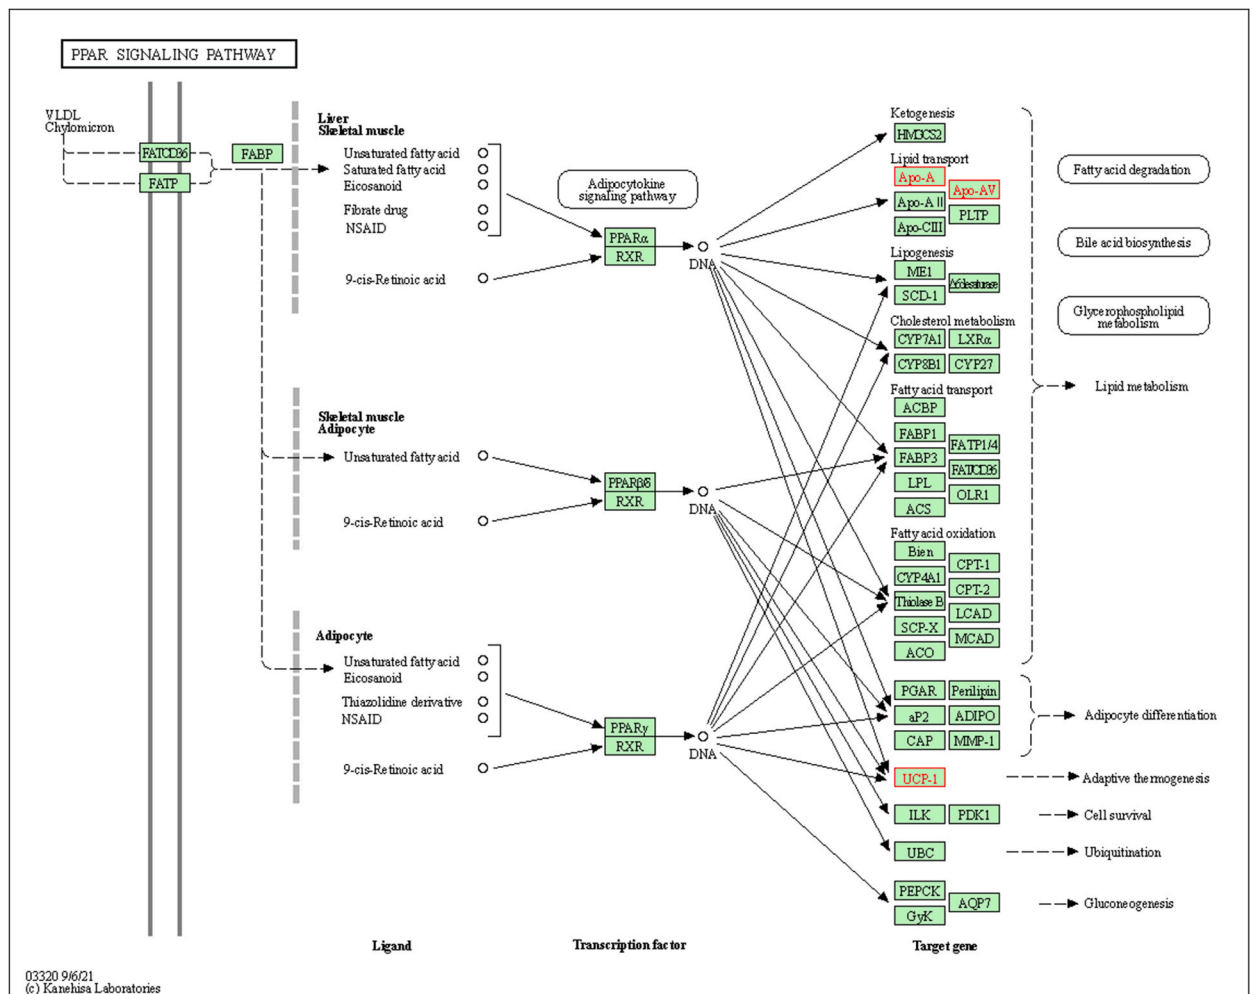 PPAR SIGNALING PATHWAY
VLDL
Chylomicron
FATCD36
FABP
FATP
Liver
Skeletal muscle
Unsaturated fatty acid
Saturated fatty acid
Eicosanoid
Fibrate drug
NSAID
9-cis-Retinoic acid
Adipocytokine
signaling pathway
PPARα
RXR
DNA
Skeletal muscle
Adipocyte
Unsaturated fatty acid
9-cis-Retinoic acid
PPARβδ
RXR
DNA
Adipocyte
Unsaturated fatty acid
Eicosanoid
Thiazolidine derivative
NSAID
9-cis-Retinoic acid
PPARγ
RXR
DNA
Ketogenesis
HMGCS2
Lipid transport
Apo-A
Apo-AV
Apo-A II
PLTP
Apo-CIII
Lipogenesis
ME1
SCD-1
Cholesterol metabolism
CYP7A1 LXRα
CYP8B1 CYP27
Fatty acid transport
ACBP
FABP1
FATP1/4
FABP3
FATCD36
LPL
OLR1
ACS
Fatty acid oxidation
Bien
CPT-1
CYP4A1
CPT-2
Thiolase B
LCAD
SCP-X
MCAD
ACO
PGAR Perilipin
aP2 ADIPO
CAP MMP-1
UCP-1
ILK PDK1
UBC
PEPCK
AQP7
GyK
Fatty acid degradation
Bile acid biosynthesis
Glycerophospholipid
metabolism
Lipid metabolism
Adipocyte differentiation
Adaptive thermogenesis
Cell survival
Ubiquitination
Gluconeogenesis
Ligand
Transcription factor
Target gene
03320 9/6/21
(c) Kanehisa Laboratories